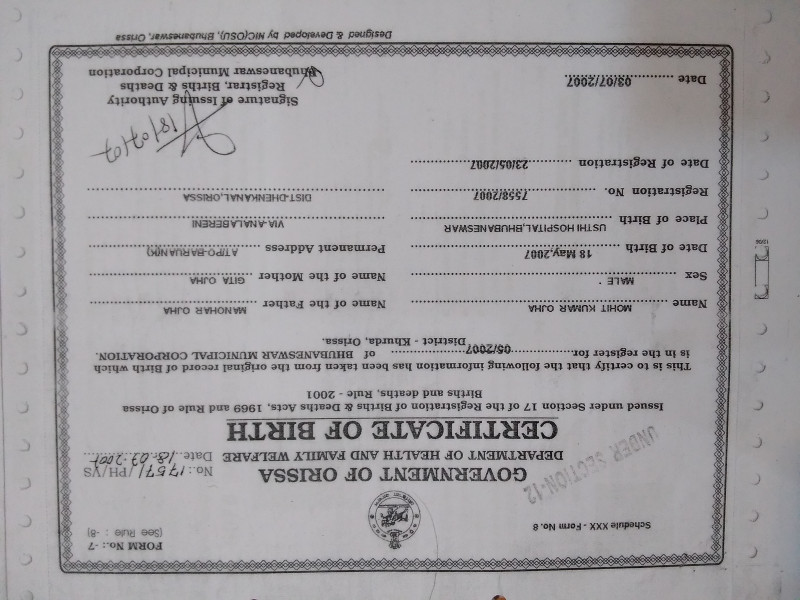 Schedule XXX - Form No. 8
FORM No.:-7
(See Rule : -8)
UNDER SECTION-12
GOVERNMENT OF ORISSA
No.: 1757/PH/VS
DEPARTMENT OF HEALTH AND FAMILY WELFARE
Date. 18.07.2007
CERTIFICATE OF BIRTH
Issued under Section 17 of the Registration of Births & Deaths Acts, 1969 and Rule of Orissa
Births and deaths, Rule - 2001
This is to certify that the following information has been taken from the original record of Birth which
is in the register for 05/2007 of BHUBANESWAR MUNICIPAL CORPORATION.
District - Khurda, Orissa.
Name MOHIT KUMAR OJHA
Name of the Father MANOHAR OJHA
Sex MALE
Name of the Mother GITA OJHA
Date of Birth 18 May,2007
Permanent Address AT/PO-BARUAN(K)
Place of Birth USTHI HOSPITAL,BHUBANESWAR
VIA-ANALABERENI
Registration No. 7558/2007
DIST-DHENKANAL,ORISSA
Date of Registration 23/05/2007
18/07/07
Date 03/07/2007
Signature of Issuing Authority
Registrar, Births & Deaths
Bhubaneswar Municipal Corporation
Designed & Developed by NIC(OSU), Bhubaneswar, Orissa